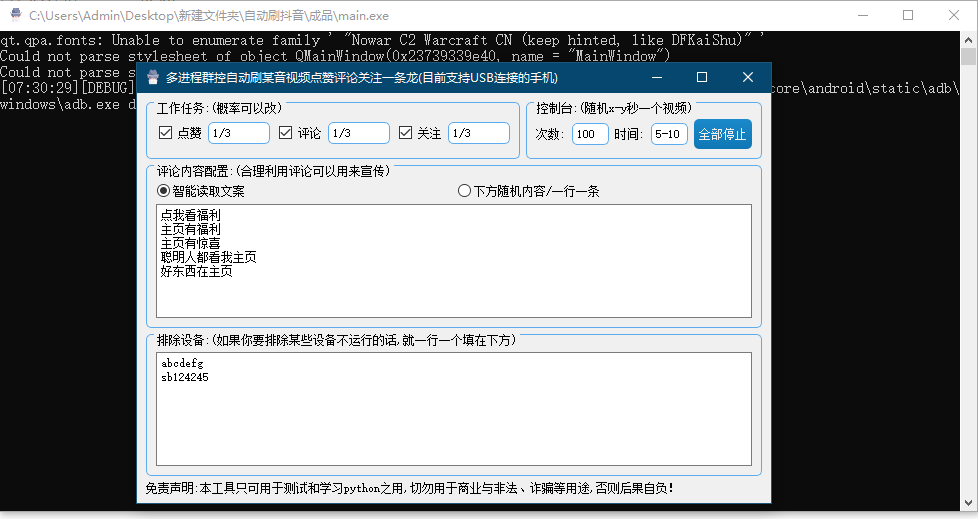 C:\Users\Admin\Desktop\新建文件夹\自动刷抖音\成品\main.exe
qt.qpa.fonts: Unable to enumerate family ' "Nowar C2 Warcraft CN (keep hinted, like DFKaiShu)" '
Could not parse stylesheet of object QMainWindow(0x23739339e40, name = "MainWindow")
Could not parse s
[07:30:29][DEBUG]
core\android\static\adb\
windows\adb.exe d
多进程群控自动刷某音视频点赞评论关注一条龙(目前支持USB连接的手机)
工作任务:(概率可以改)
点赞 1/3 评论 1/3 关注 1/3
控制台:(随机x-y秒一个视频)
次数: 100 时间: 5-10 全部停止
评论内容配置:(合理利用评论可以用来宣传)
智能读取文案 下方随机内容/一行一条
点我看福利
主页有福利
主页有惊喜
聪明人都看我主页
好东西在主页
排除设备:(如果你要排除某些设备不运行的话,就一行一个填在下方)
abcdefg
sb124245
免责声明:本工具只可用于测试和学习python之用,切勿用于商业与非法、诈骗等用途,否则后果自负!